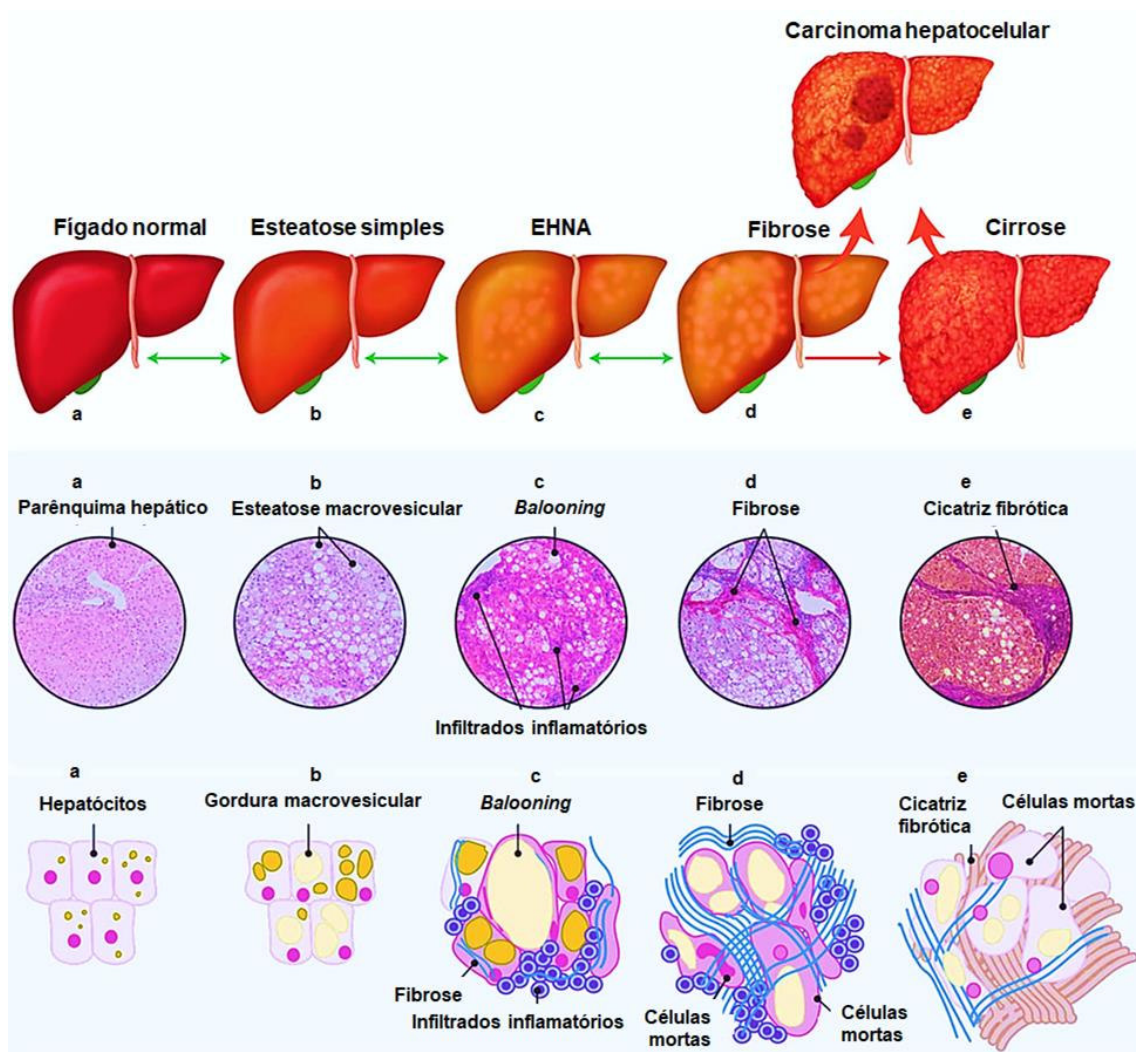 Carcinoma hepatocelular
Fígado normal
Esteatose simples
EHNA
Fibrose
Cirrose
a
b
c
d
e
a
b
c
d
e
Parênquima hepático
Esteatose macrovesicular
Balooning
Fibrose
Cicatriz fibrótica
Infiltrados inflamatórios
a
b
c
d
e
Hepatócitos
Gordura macrovesicular
Balooning
Fibrose
Cicatriz
fibrótica
Células mortas
Fibrose
Infiltrados inflamatórios
Células
mortas
Células
mortas